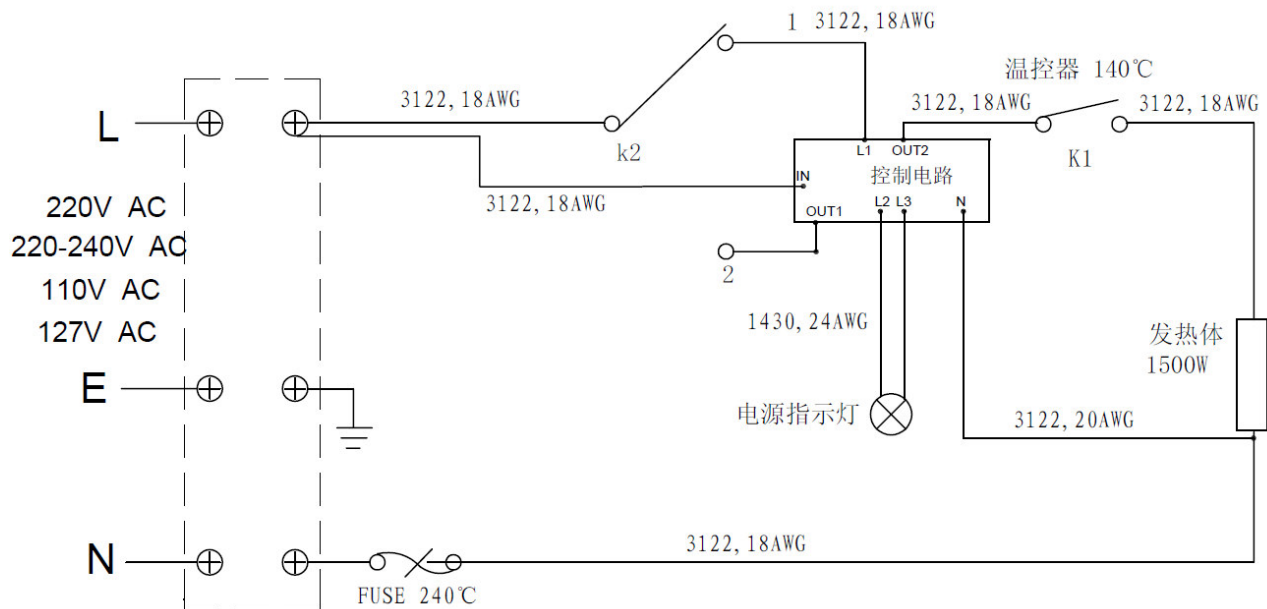 1 3122,18AWG
温控器 140℃
L
3122,18AWG
3122,18AWG
3122,18AWG
k2
K1
L1 OUT2
控制电路
IN
3122,18AWG
OUT1
L2 L3 N
220V AC
220-240V AC
110V AC
127V AC
2
1430,24AWG
发热体
1500W
E
电源指示灯
3122,20AWG
N
3122,18AWG
FUSE 240℃